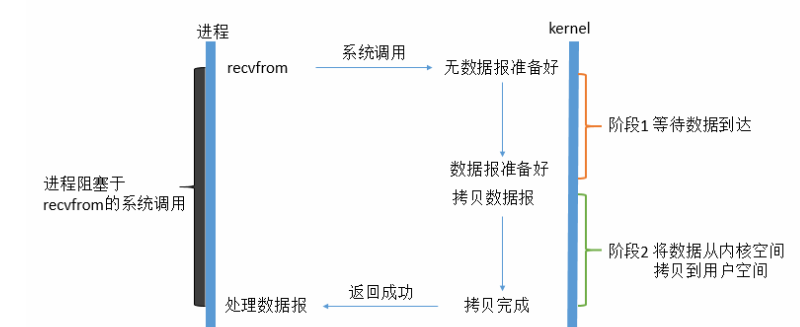 进程
kernel
系统调用
recvfrom
无数据报准备好
阶段1 等待数据到达
数据报准备好
进程阻塞于
recvfrom的系统调用
拷贝数据报
阶段2 将数据从内核空间
拷贝到用户空间
返回成功
处理数据报
拷贝完成